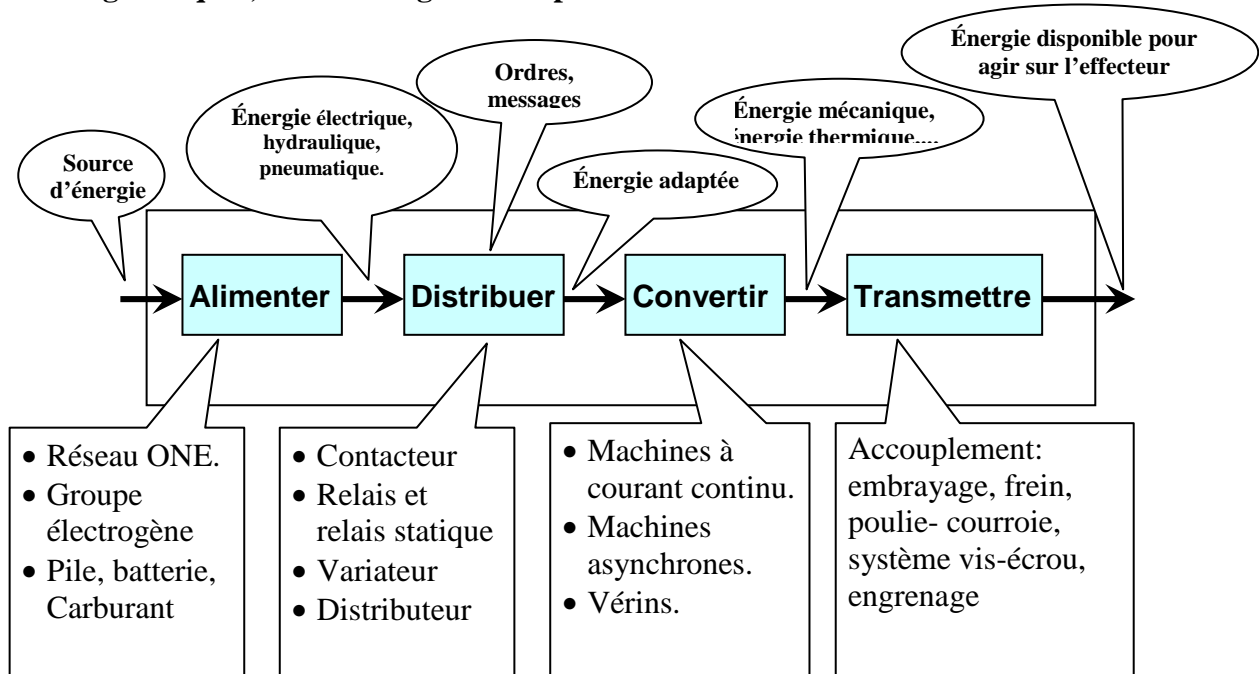 Énergie disponible pour
agir sur l'effecteur
Ordres,
messages
Énergie électrique,
hydraulique,
pneumatique.
Énergie mécanique,
énergie thermique....
Source
d'énergie
Énergie adaptée
Alimenter
Distribuer
Convertir
Transmettre
• Réseau ONE.
• Groupe
électrogène
• Pile, batterie,
Carburant
• Contacteur
• Relais et
relais statique
• Variateur
• Distributeur
• Machines à
courant continu.
• Machines
asynchrones.
• Vérins.
Accouplement:
embrayage, frein,
poulie- courroie,
système vis-écrou,
engrenage